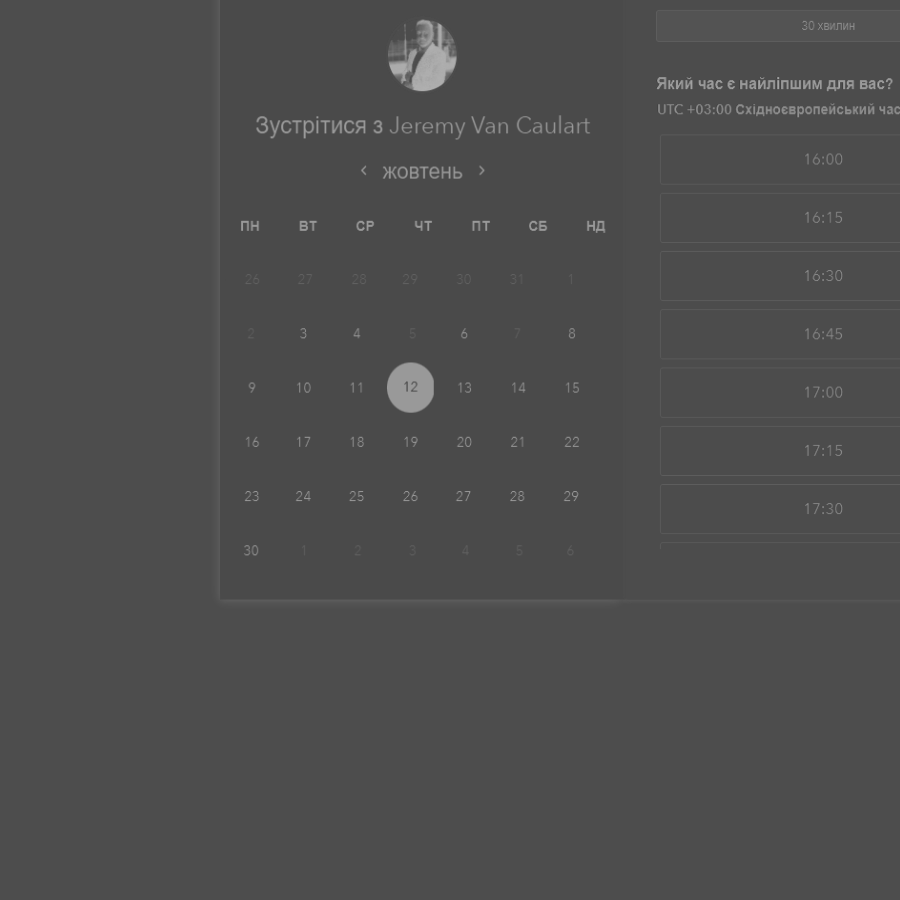 Зустрітися з Jeremy Van Caulart
жовтень
ПН ВТ СР ЧТ ПТ СБ НД
26 27 28 29 30 31 1
2 3 4 5 6 7 8
9 10 11 12 13 14 15
16 17 18 19 20 21 22
23 24 25 26 27 28 29
30 1 2 3 4 5 6
30 хвилин
Який час є найліпшим для вас?
UTC +03:00 Східноєвропейський час
16:00
16:15
16:30
16:45
17:00
17:15
17:30